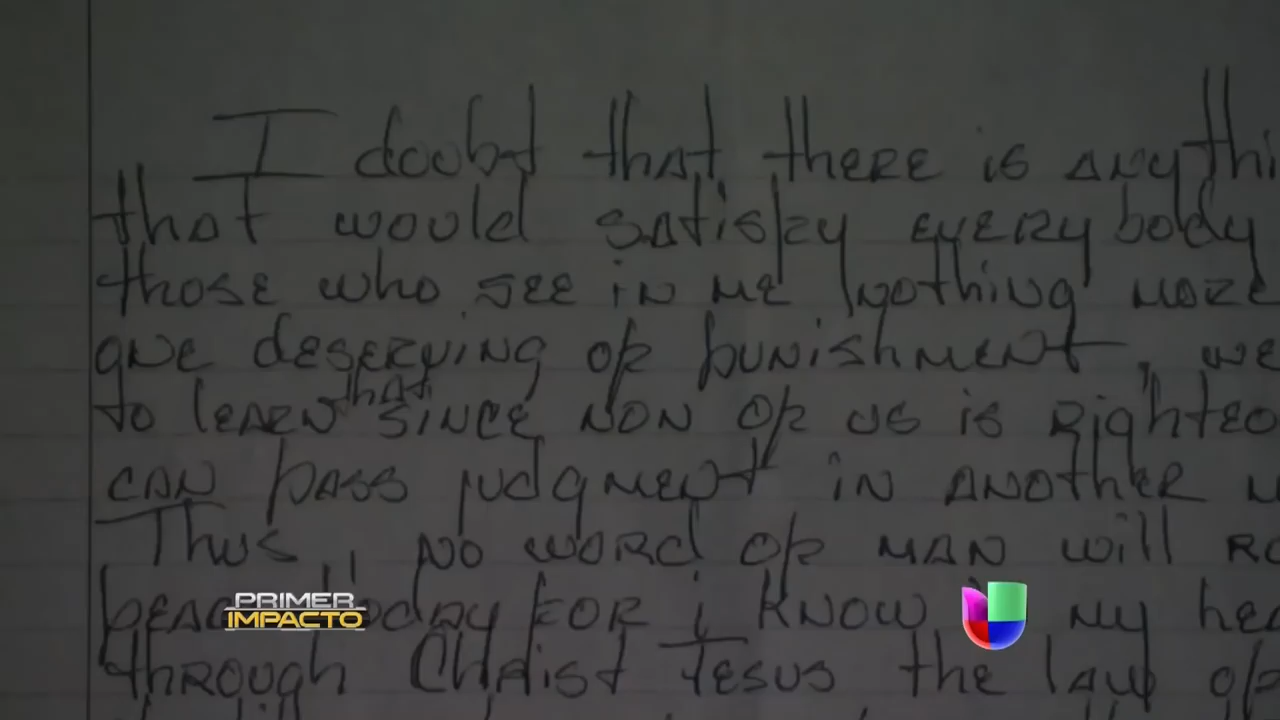 I doubt that there is anythi
that would satisfy everybody
those who see in me nothing more
one deserving of punishment, we
that
to learn since non of us is righteo
can pass judgment in another
Thus, no word of man will
today for i know my hea
through Christ Jesus the law of
PRIMER
IMPACTO